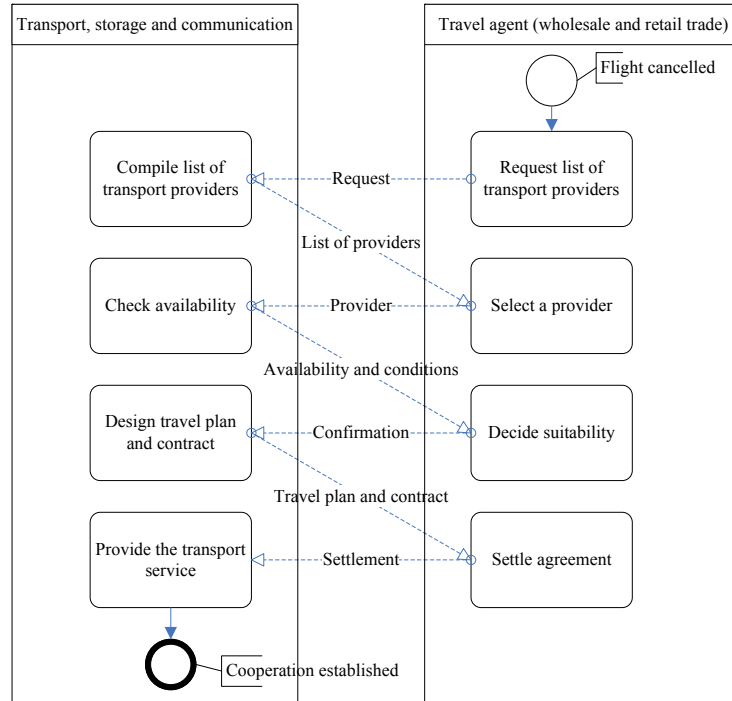 Transport, storage and communication
Travel agent (wholesale and retail trade)
Flight cancelled
Compile list of
transport providers
Request
Request list of
transport providers
List of providers
Check availability
Provider
Select a provider
Availability and conditions
Design travel plan
and contract
Confirmation
Decide suitability
Travel plan and contract
Provide the transport
service
Settlement
Settle agreement
Cooperation established